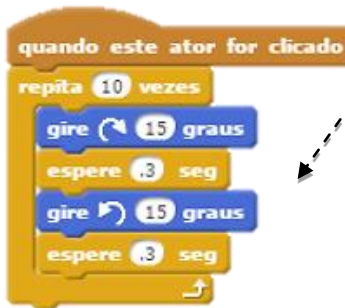 quando este ator for clicado
repita 10 vezes
gire 15 graus
espere .3 seg
gire 15 graus
espere .3 seg